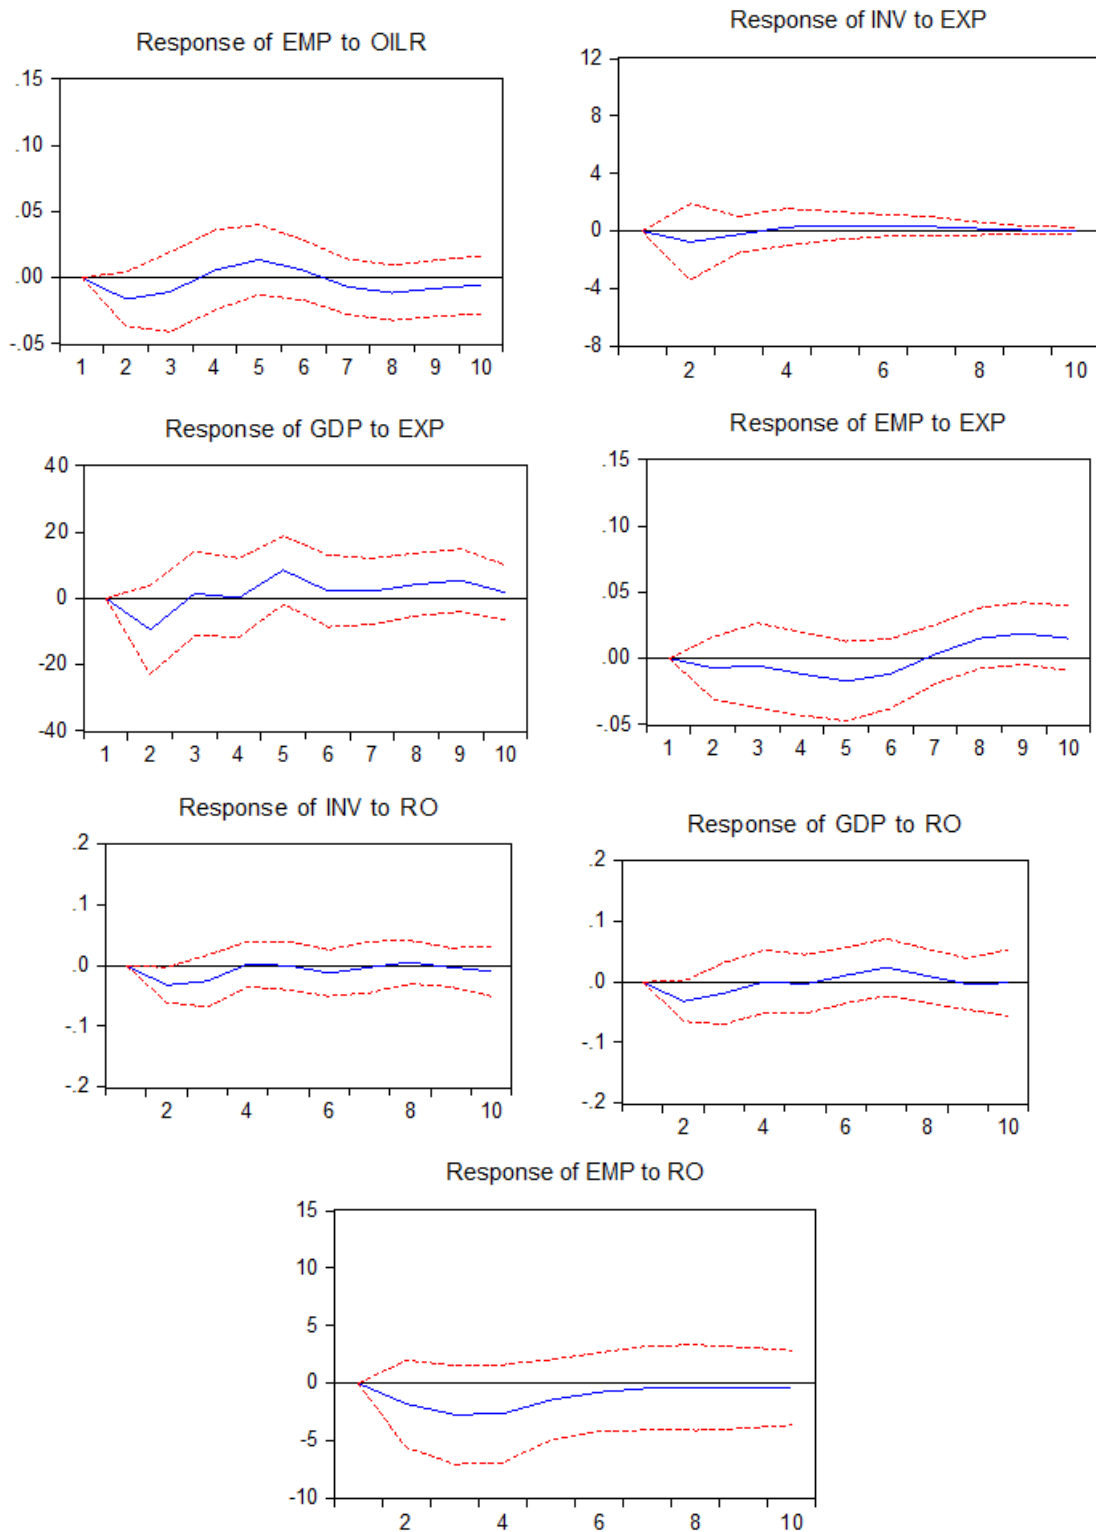 Response of EMP to OILR
.15
.10
.05
.00
-.05
1 2 3 4 5 6 7 8 9 10
Response of INV to EXP
12
8
4
0
-4
-8
2 4 6 8 10
Response of GDP to EXP
40
20
0
-20
-40
1 2 3 4 5 6 7 8 9 10
Response of EMP to EXP
.15
.10
.05
.00
-.05
1 2 3 4 5 6 7 8 9 10
Response of INV to RO
.2
.1
.0
-.1
-.2
2 4 6 8 10
Response of GDP to RO
.2
.1
.0
-.1
-.2
2 4 6 8 10
Response of EMP to RO
15
10
5
0
-5
-10
2 4 6 8 10